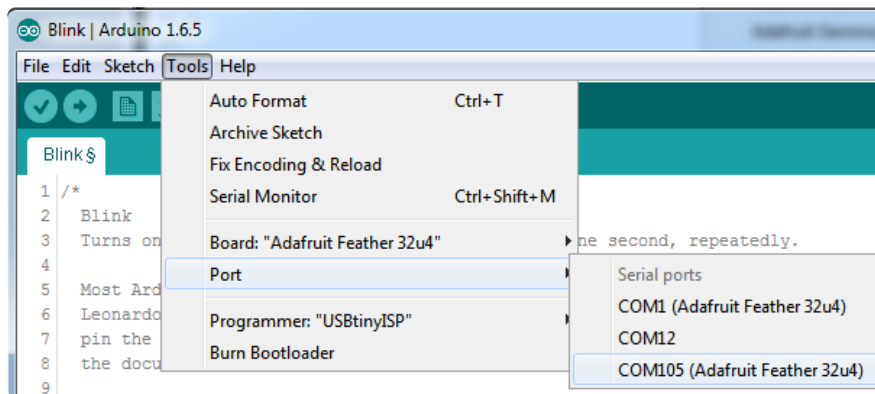 Blink | Arduino 1.6.5
File Edit Sketch Tools Help
Auto Format Ctrl+T
Archive Sketch
Fix Encoding & Reload
Serial Monitor Ctrl+Shift+M
Board: "Adafruit Feather 32u4"
Port
Programmer: "USBtinyISP"
Burn Bootloader
Serial ports
COM1 (Adafruit Feather 32u4)
COM12
COM105 (Adafruit Feather 32u4)
Blink§
1 /*
2 Blink
3 Turns on ne second, repeatedly.
4
5 Most Ard
6 Leonardo
7 pin the
8 the docu
9